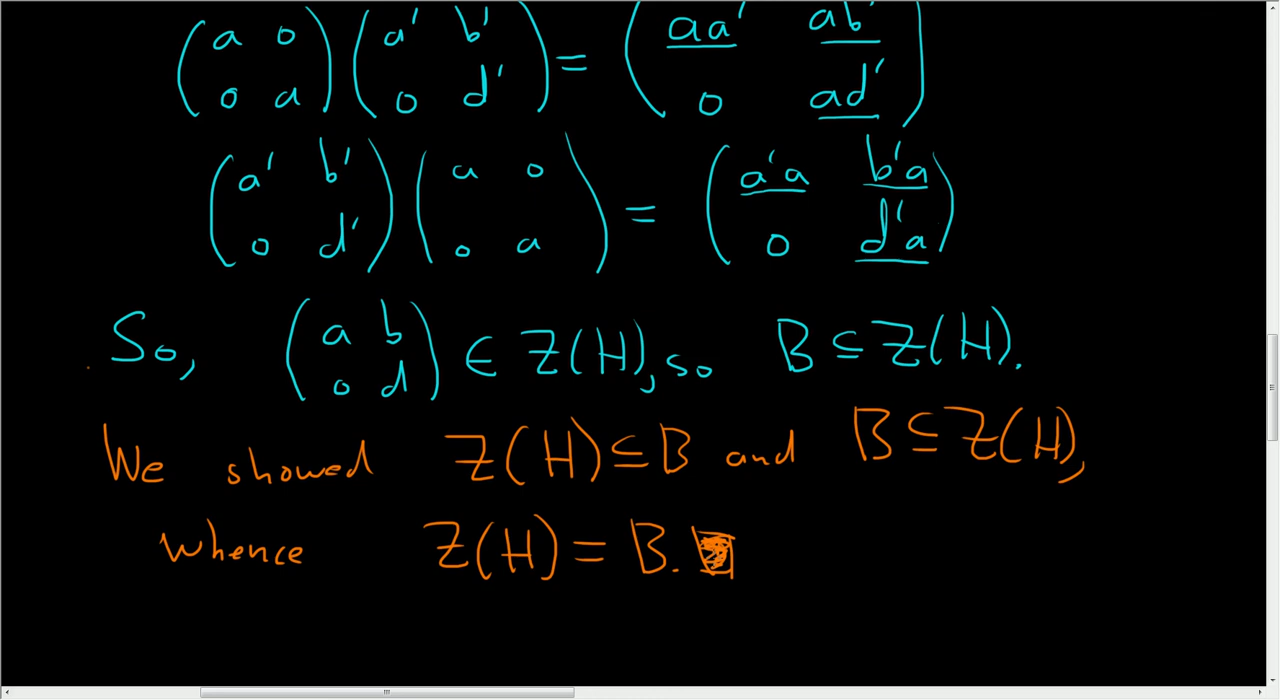 (a 0 0 a)(a' b' 0 d') = (aa' ab' 0 ad')
(a' b' 0 d')(a 0 0 a) = (a'a b'a 0 d'a)
So, (a b 0 d) ∈ Z(H), so B ⊆ Z(H).
We showed Z(H) ⊆ B and B ⊆ Z(H),
whence Z(H) = B.